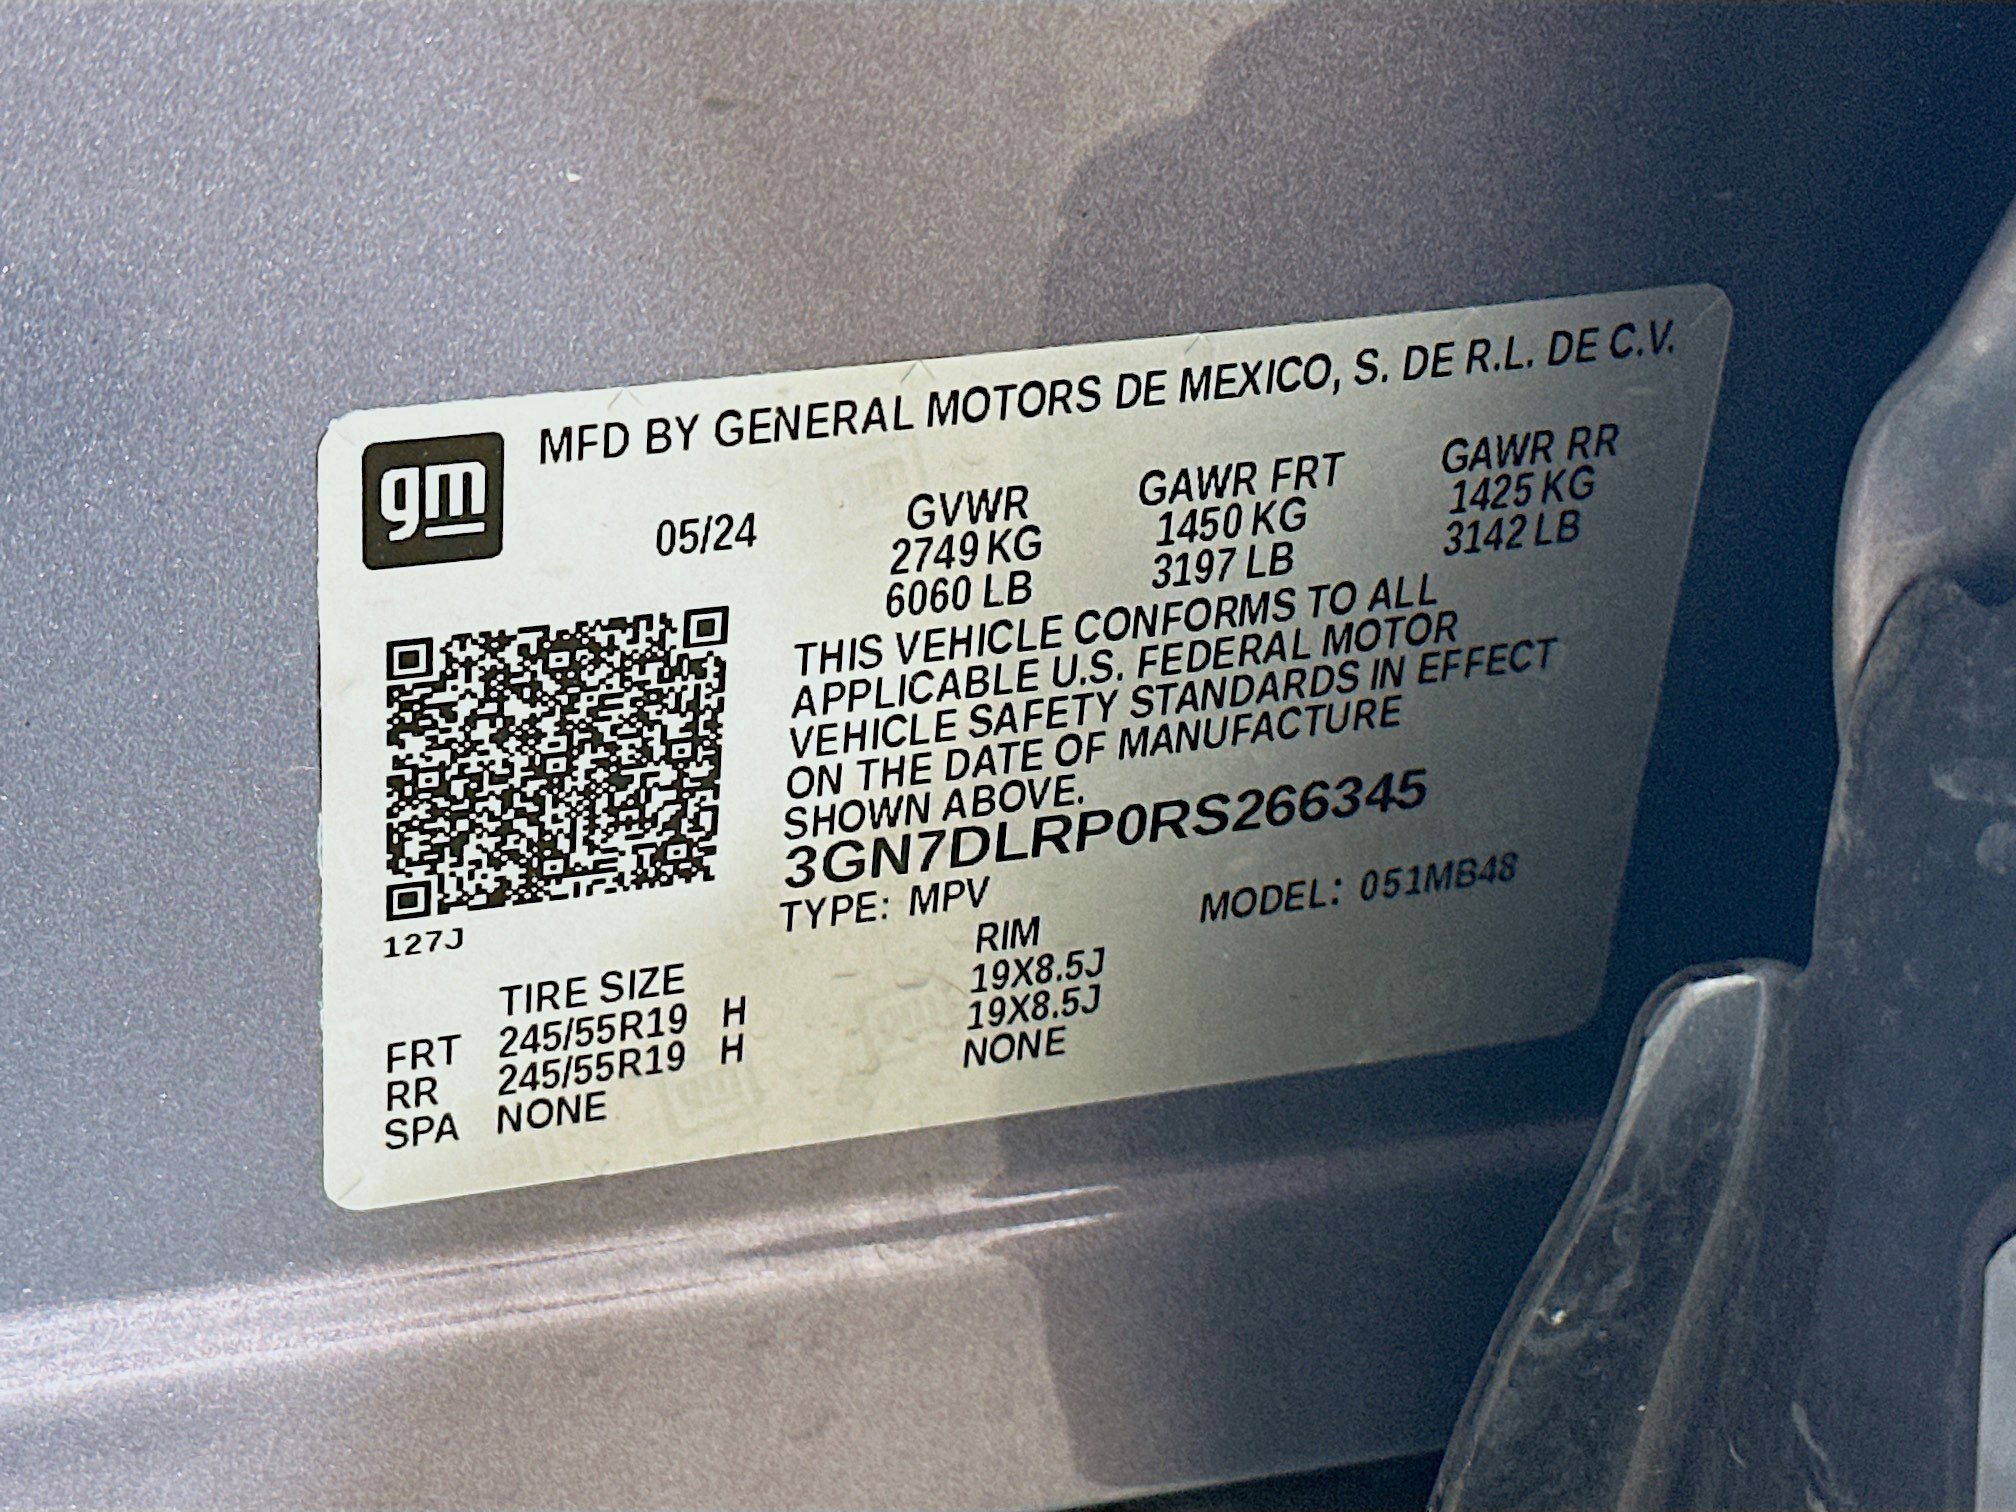 gm
MFD BY GENERAL MOTORS DE MEXICO, S. DE R.L. DE C.V.
05/24
GVWR GAWR FRT GAWR RR
2749 KG 1450 KG 1425 KG
6060 LB 3197 LB 3142 LB
THIS VEHICLE CONFORMS TO ALL
APPLICABLE U.S. FEDERAL MOTOR
VEHICLE SAFETY STANDARDS IN EFFECT
ON THE DATE OF MANUFACTURE
SHOWN ABOVE.
3GN7DLRP0RS266345
TYPE: MPV MODEL: 051MB48
127J
TIRE SIZE RIM
FRT 245/55R19 H 19X8.5J
RR 245/55R19 H 19X8.5J
SPA NONE NONE